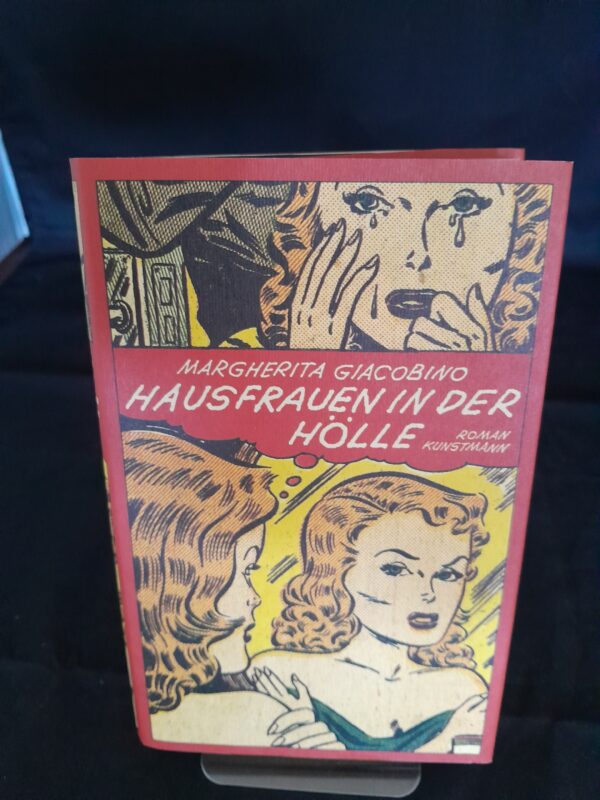 MARGHERITA GIACOBINO
HAUSFRAUEN IN DER
HÖLLE
ROMAN
KUNSTMANN